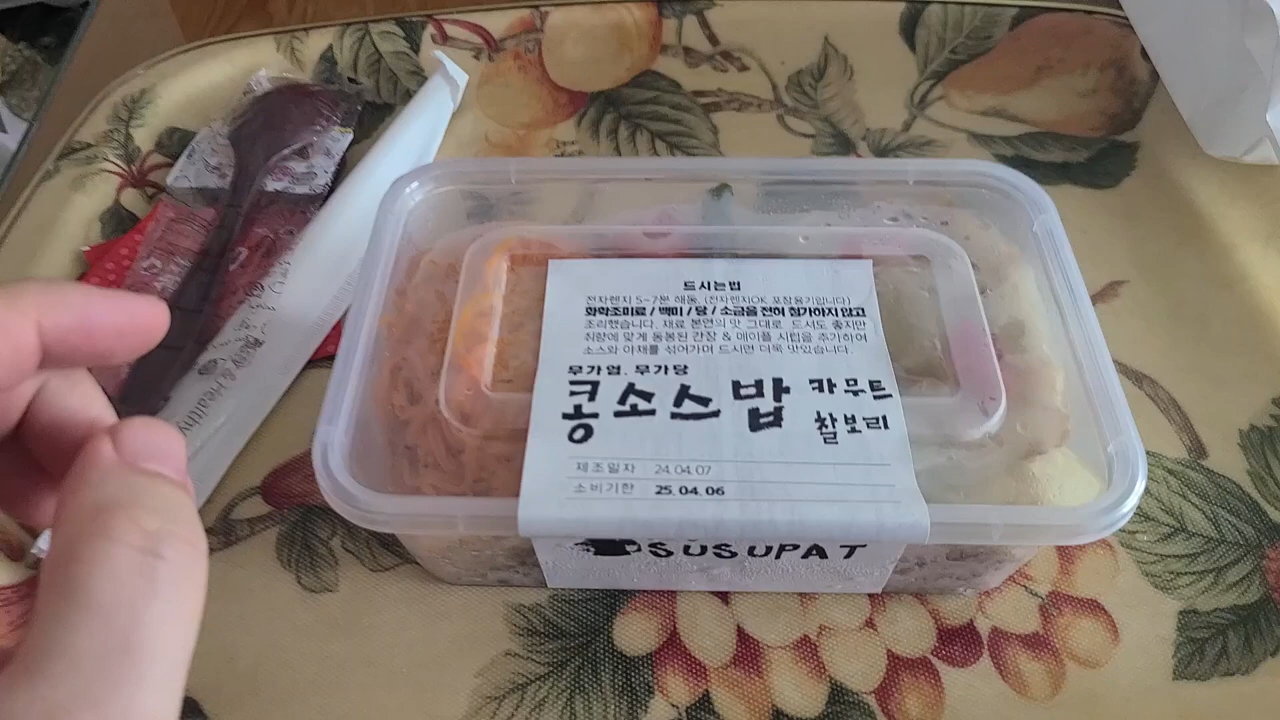 드시는법
전자렌지 5~7분 해동. (전자렌지OK 포장용기입니다)
화학조미료 / 백미 / 당 / 소금을 전혀 첨가하지 않고
조리했습니다. 재료 본연의 맛 그대로 드셔도 좋지만
취향에 맞게 동봉된 간장 & 메이플 시럽을 추가하여
소스와 야채를 섞어가며 드시면 더욱 맛있습니다.
무가염. 무가당
콩소스밥 카무트
찰보리
제조일자 24.04.07
소비기한 25.04.06
SUSUPAT
& Healthy